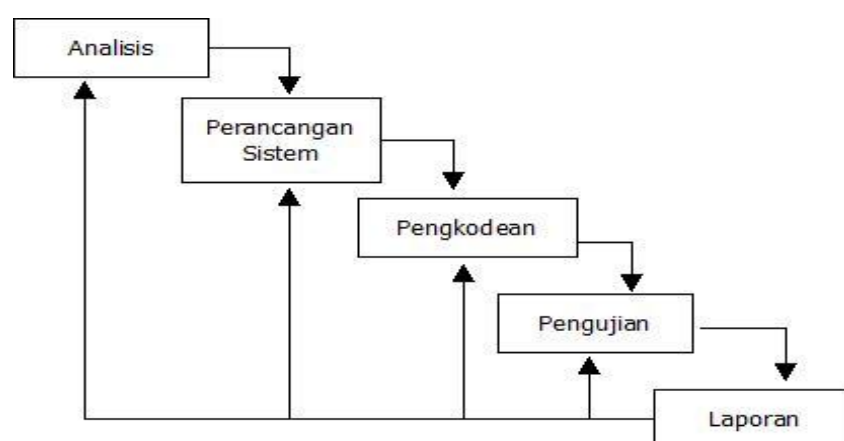 Analisis
Perancangan
Sistem
Pengkodean
Pengujian
Laporan